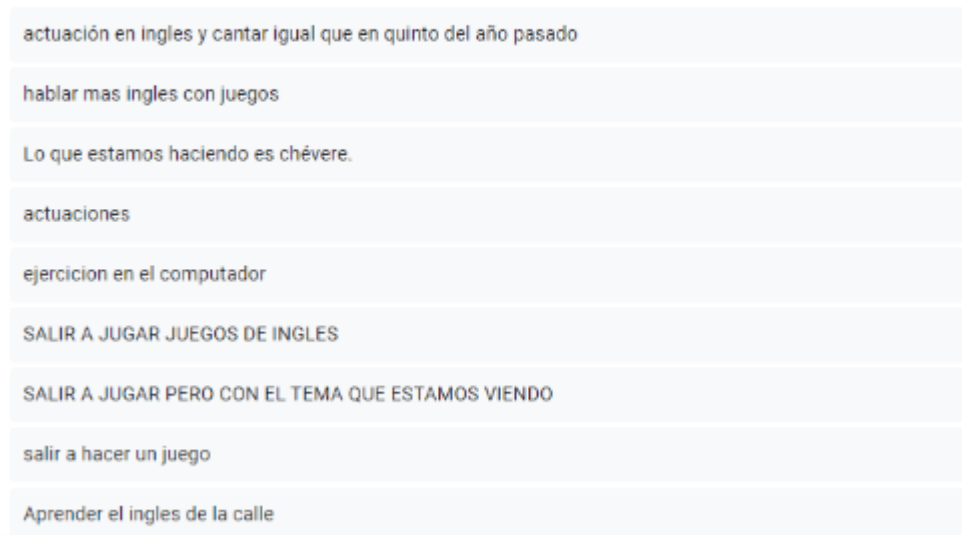 actuación en ingles y cantar igual que en quinto del año pasado
hablar mas ingles con juegos
Lo que estamos haciendo es chévere.
actuaciones
ejercicion en el computador
SALIR A JUGAR JUEGOS DE INGLES
SALIR A JUGAR PERO CON EL TEMA QUE ESTAMOS VIENDO
salir a hacer un juego
Aprender el ingles de la calle